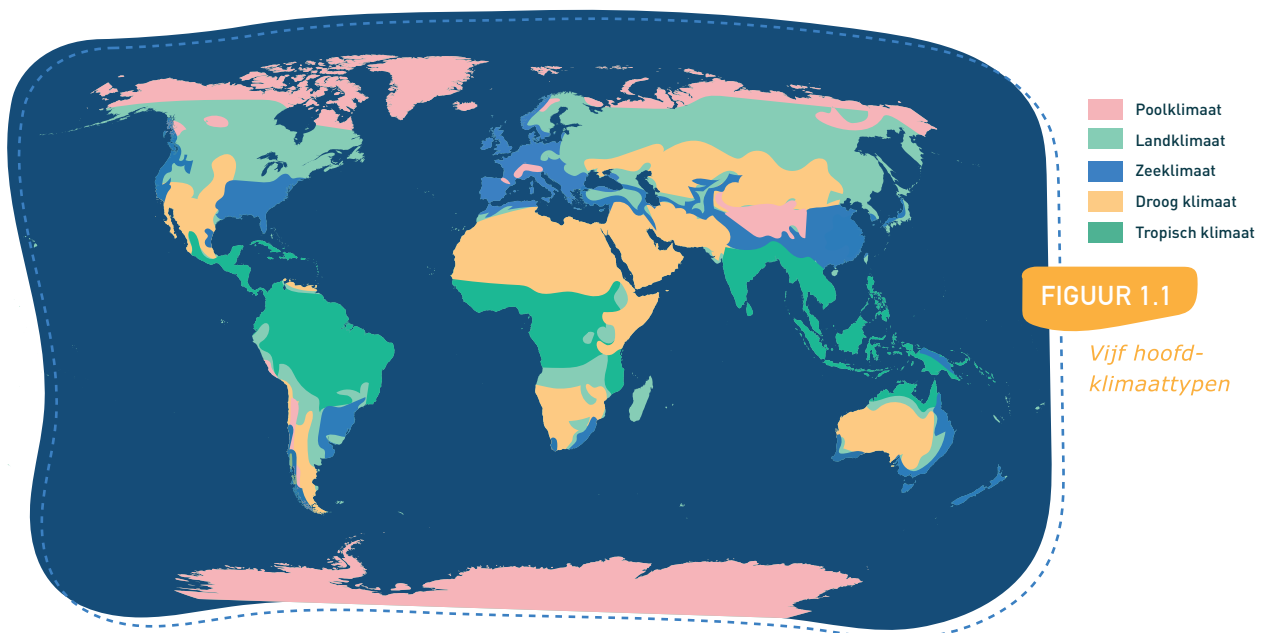 Poolklimaat
Landklimaat
Zeeklimaat
Droog klimaat
Tropisch klimaat
FIGUUR 1.1
Vijf hoofd-
klimaattypen